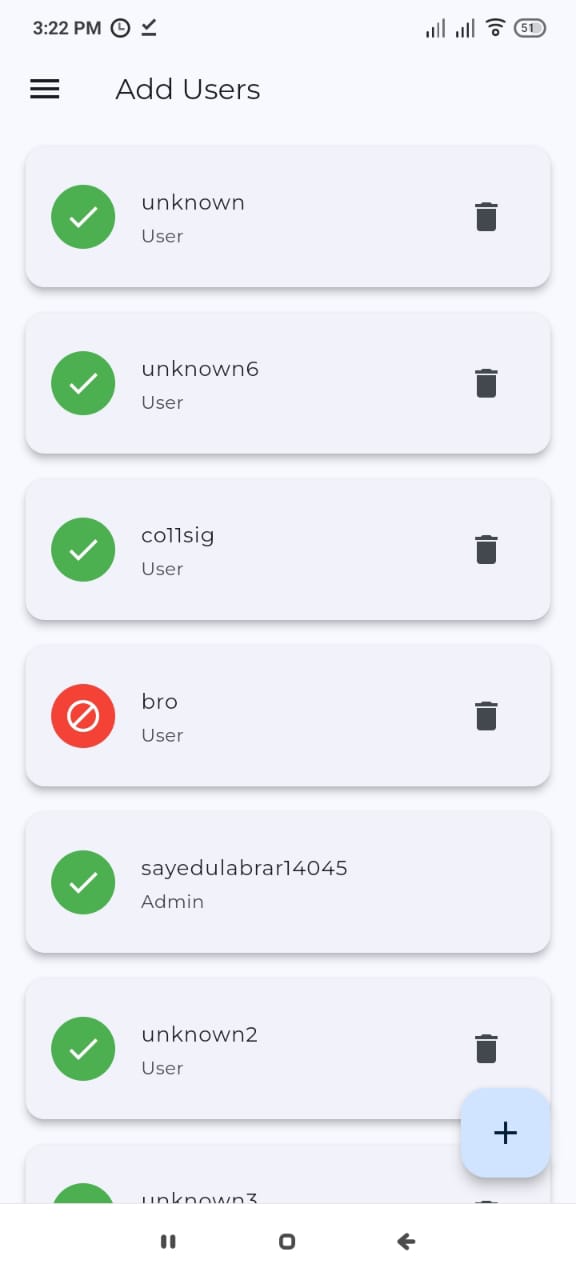 3:22 PM
51
Add Users
unknown
User
unknown6
User
co11sig
User
bro
User
sayedulabrar14045
Admin
unknown2
User
unknown3